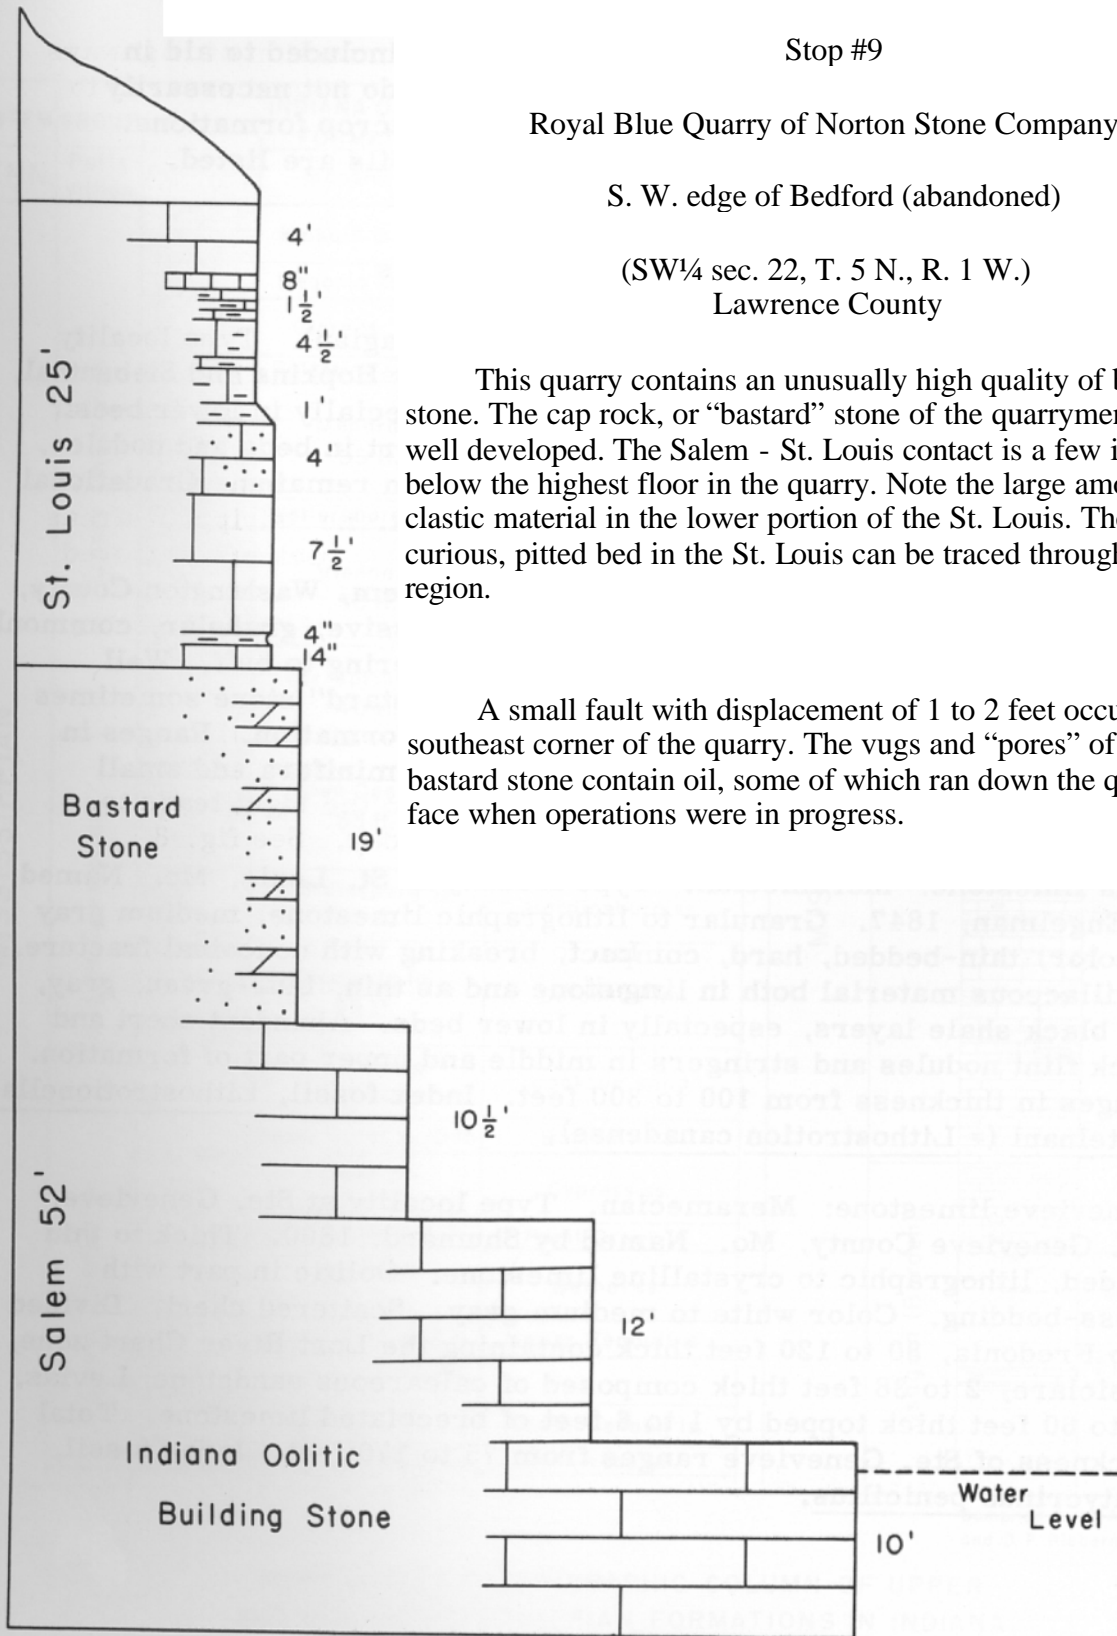 Stop #9
Royal Blue Quarry of Norton Stone Company
S. W. edge of Bedford (abandoned)
(SW¼ sec. 22, T. 5 N., R. 1 W.)
Lawrence County
This quarry contains an unusually high quality of
stone. The cap rock, or “bastard” stone of the quarrymen
well developed. The Salem - St. Louis contact is a few
below the highest floor in the quarry. Note the large
clastic material in the lower portion of the St. Louis.
curious, pitted bed in the St. Louis can be traced through
region.
A small fault with displacement of 1 to 2 feet
southeast corner of the quarry. The vugs and “pores” of
bastard stone contain oil, some of which ran down the
face when operations were in progress.
St. Louis 25'
4'
8"
1½'
4½'
1'
4'
7½'
4"
14"
Bastard
Stone
19'
Salem 52'
10½'
12'
Indiana Oolitic
Building Stone
10'
Water
Level